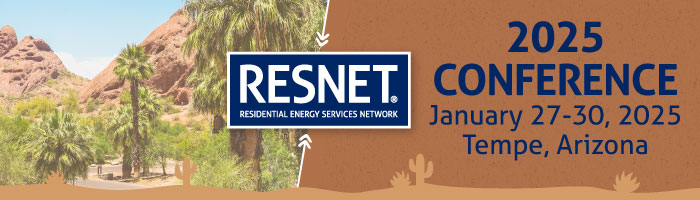 RESNET®
RESIDENTIAL ENERGY SERVICES NETWORK
2025
CONFERENCE
January 27-30, 2025
Tempe, Arizona